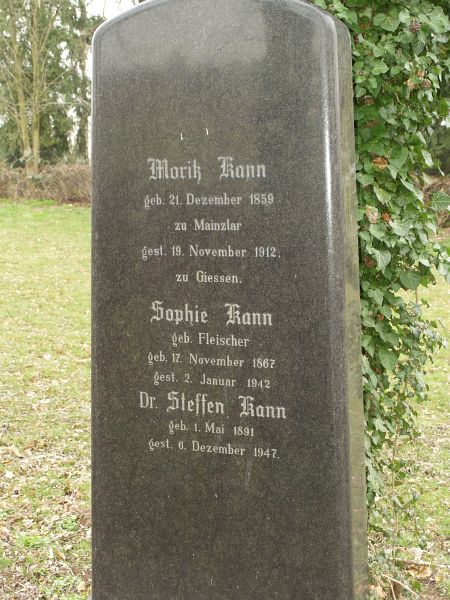 Moritz Kann
geb. 21. Dezember 1859
zu Mainzlar
gest. 19. November 1912,
zu Giessen.
Sophie Kann
geb. Fleischer
geb. 17. November 1867
gest. 2. Januar 1942
Dr. Steffen Kann
geb. 1. Mai 1891
gest. 6. Dezember 1947.